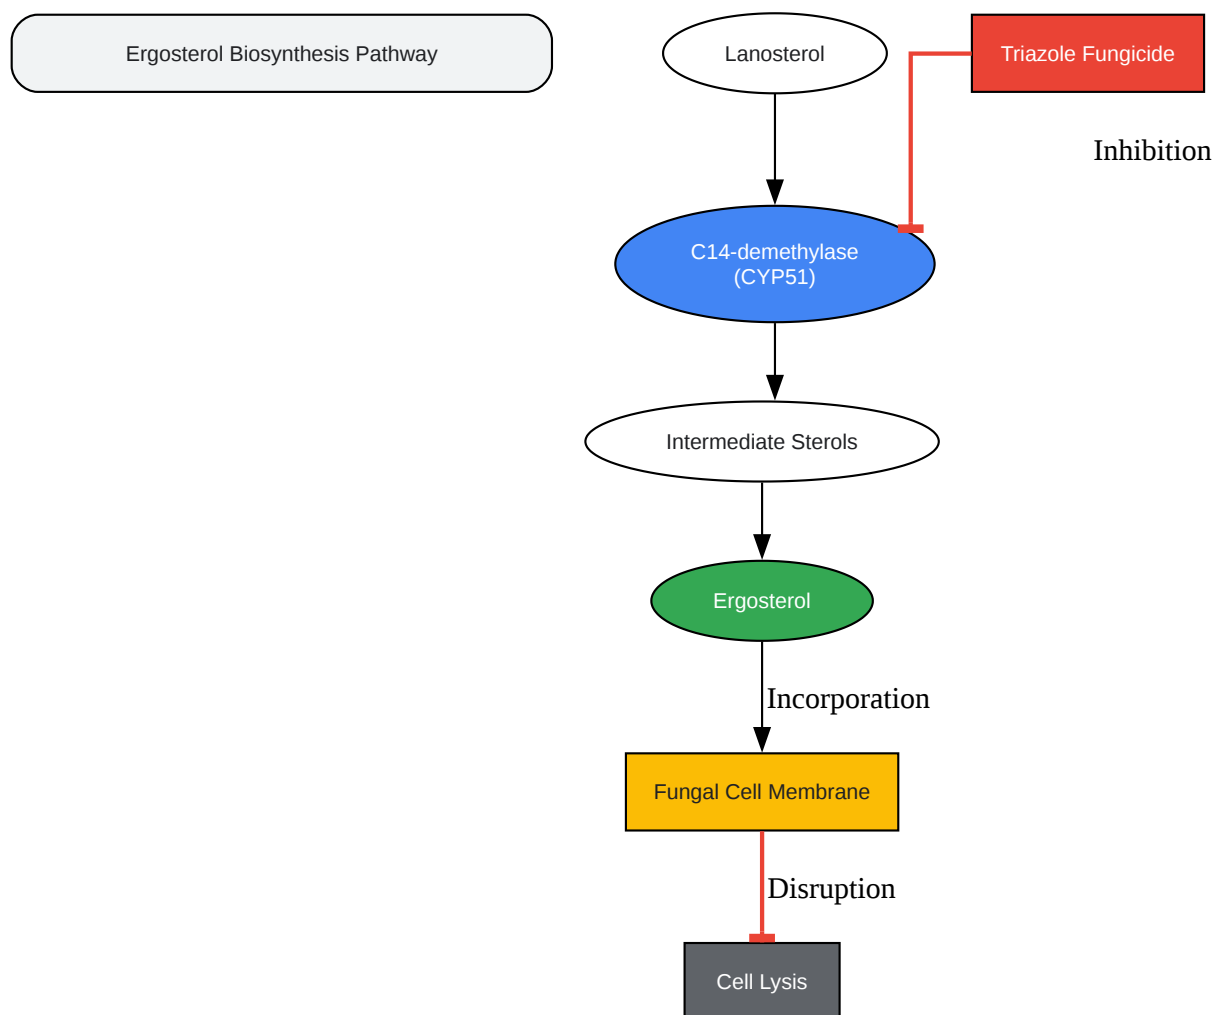 Ergosterol Biosynthesis Pathway
Lanosterol
Triazole Fungicide
Inhibition
C14-demethylase
(CYP51)
Intermediate Sterols
Ergosterol
Incorporation
Fungal Cell Membrane
Disruption
Cell Lysis